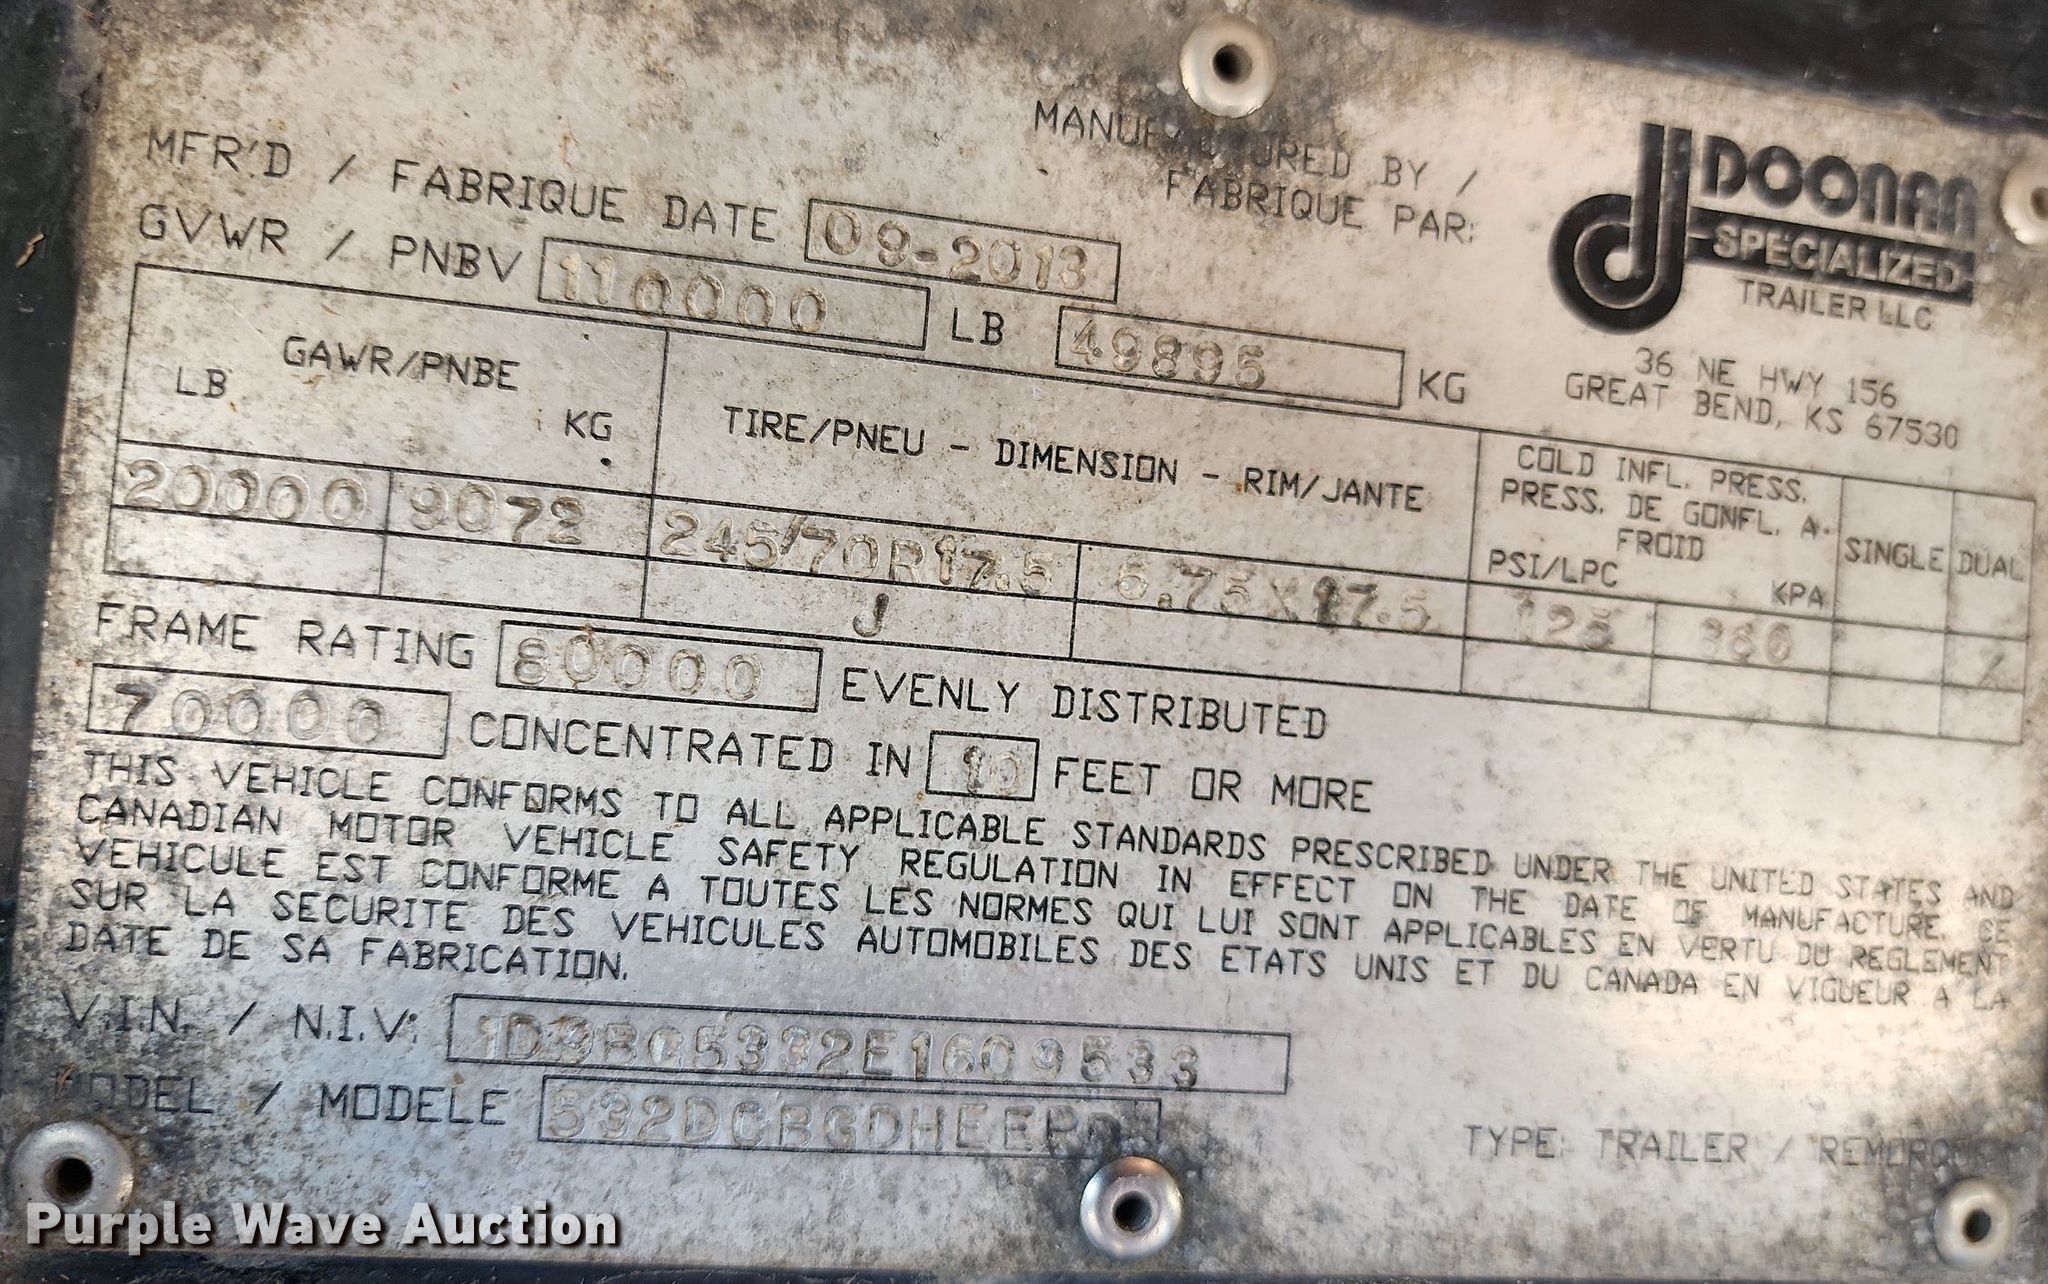 MFR'D / FABRIQUE DATE 09-2013
GVWR / PNBV 110000 LB 49895 KG
MANUFACTURED BY /
FABRIQUE PAR:
DOONAN
SPECIALIZED
TRAILER LLC
36 NE HWY 156
GREAT BEND, KS 67530
GAWR/PNBE
LB KG
TIRE/PNEU - DIMENSION - RIM/JANTE
COLD INFL. PRESS.
PRESS. DE GONFL. A.
FROID
PSI/LPC KPA
SINGLE DUAL
20000 9072 245/70R17.5 6.75X17.5 125 860 X
J
FRAME RATING 80000 EVENLY DISTRIBUTED
70000 CONCENTRATED IN 10 FEET OR MORE
THIS VEHICLE CONFORMS TO ALL APPLICABLE STANDARDS PRESCRIBED UNDER THE UNITED STATES AND
CANADIAN MOTOR VEHICLE SAFETY REGULATION IN EFFECT ON THE DATE OF MANUFACTURE. CE
VEHICULE EST CONFORME A TOUTES LES NORMES QUI LUI SONT APPLICABLES EN VERTU DU REGLEMENT
SUR LA SECURITE DES VEHICULES AUTOMOBILES DES ETATS UNIS ET DU CANADA EN VIGUEUR A LA
DATE DE SA FABRICATION.
V.I.N. / N.I.V: 
MODEL / MODELE
TYPE: TRAILER /
Purple Wave Auction